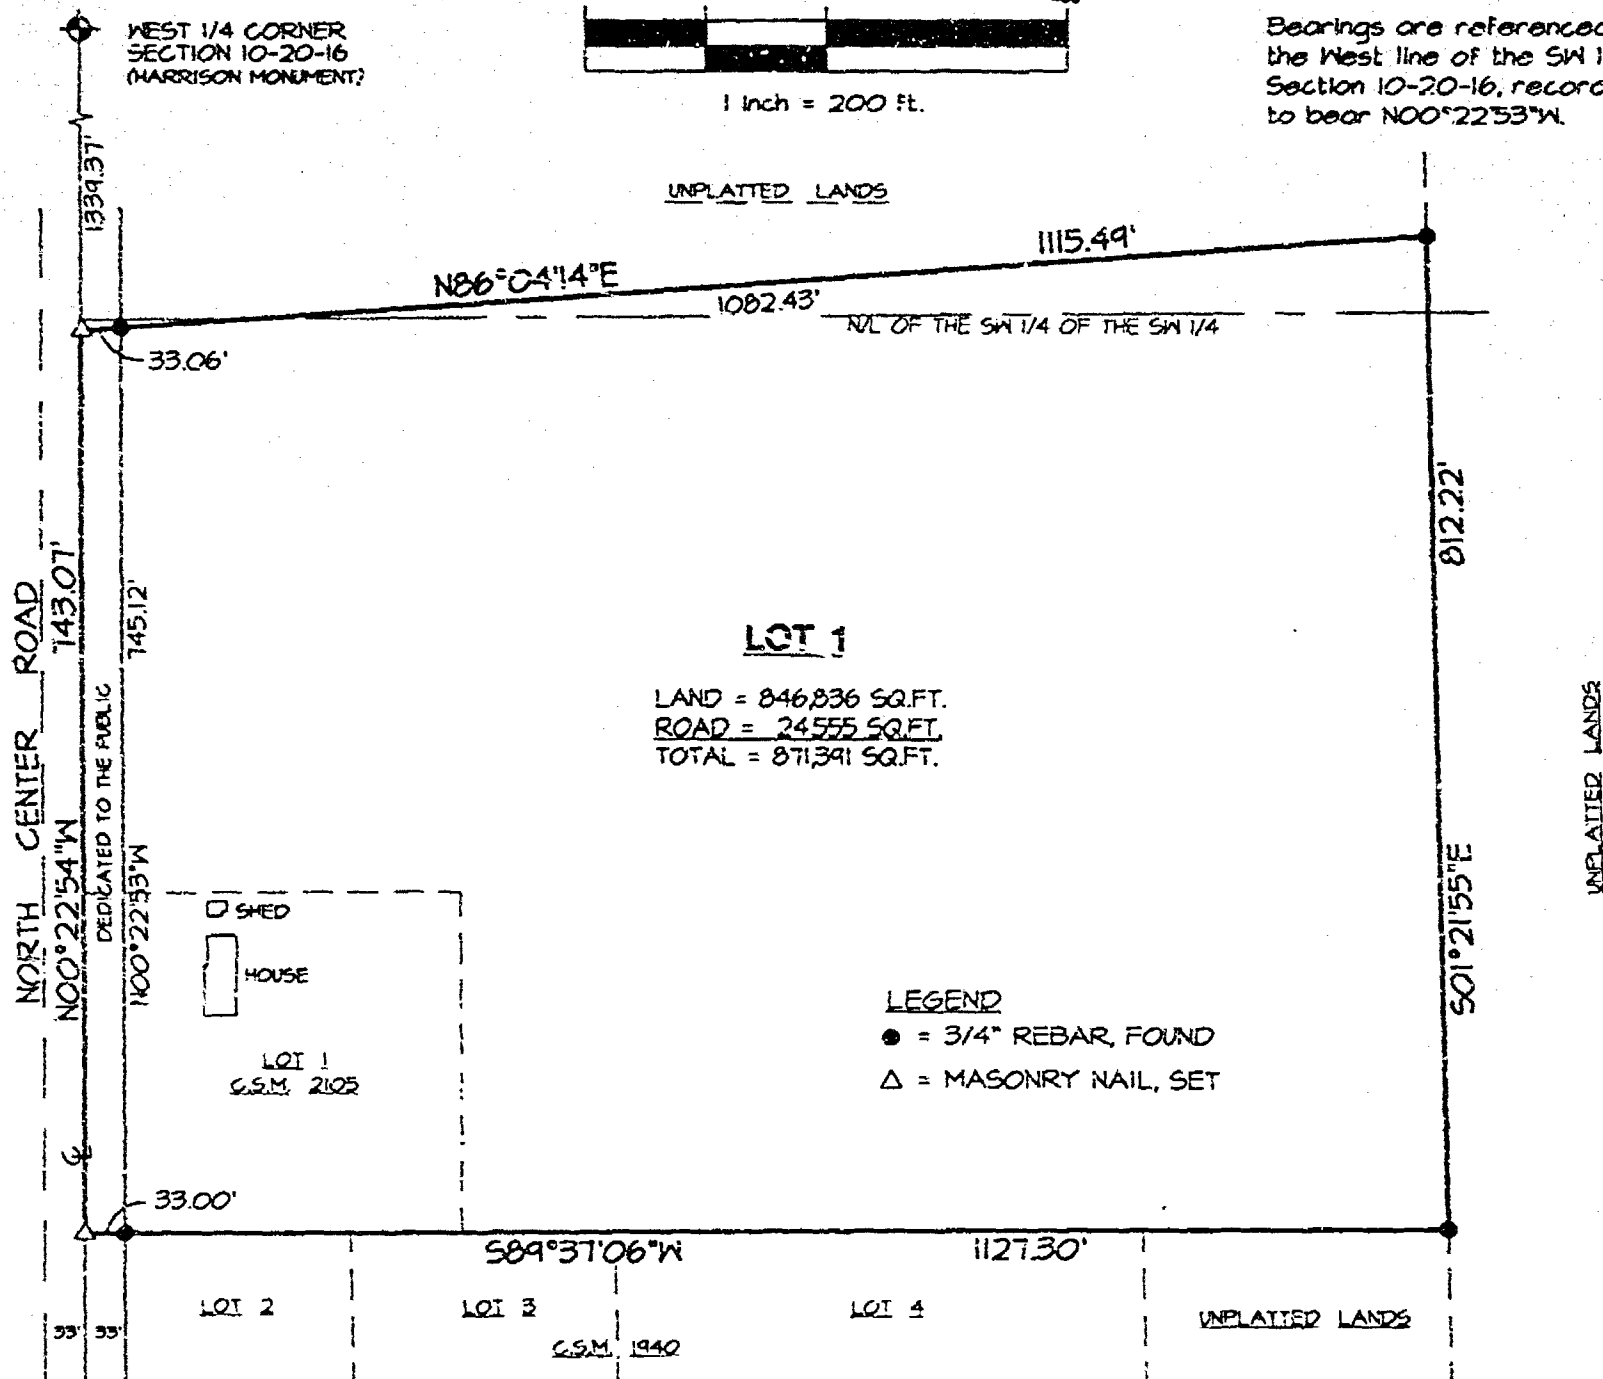 WEST 1/4 CORNER
SECTION 10-20-16
(HARRISON MONUMENT)
1 inch = 200 ft.
Bearings are referenced
the West line of the SW 1
Section 10-20-16, record
to bear N00°22'53"W.
1339.37'
UNPLATTED LANDS
N86°04'14"E
1115.49'
1082.43'
N/L OF THE SW 1/4 OF THE SW 1/4
33.06'
812.22'
S01°21'55"E
UNPLATTED LANDS
NORTH CENTER ROAD
743.07'
N00°22'54"W
DEDICATED TO THE PUBLIC
745.12'
N00°22'53"W
LOT 1
LAND = 846,836 SQ.FT.
ROAD = 24,555 SQ.FT.
TOTAL = 871,391 SQ.FT.
SHED
HOUSE
LOT 1
C.S.M. 2105
LEGEND
= 3/4" REBAR, FOUND
= MASONRY NAIL, SET
33.00'
S89°37'06"W
1127.30'
LOT 2
LOT 3
LOT 4
UNPLATTED LANDS
33' 33'
C.S.M. 1940